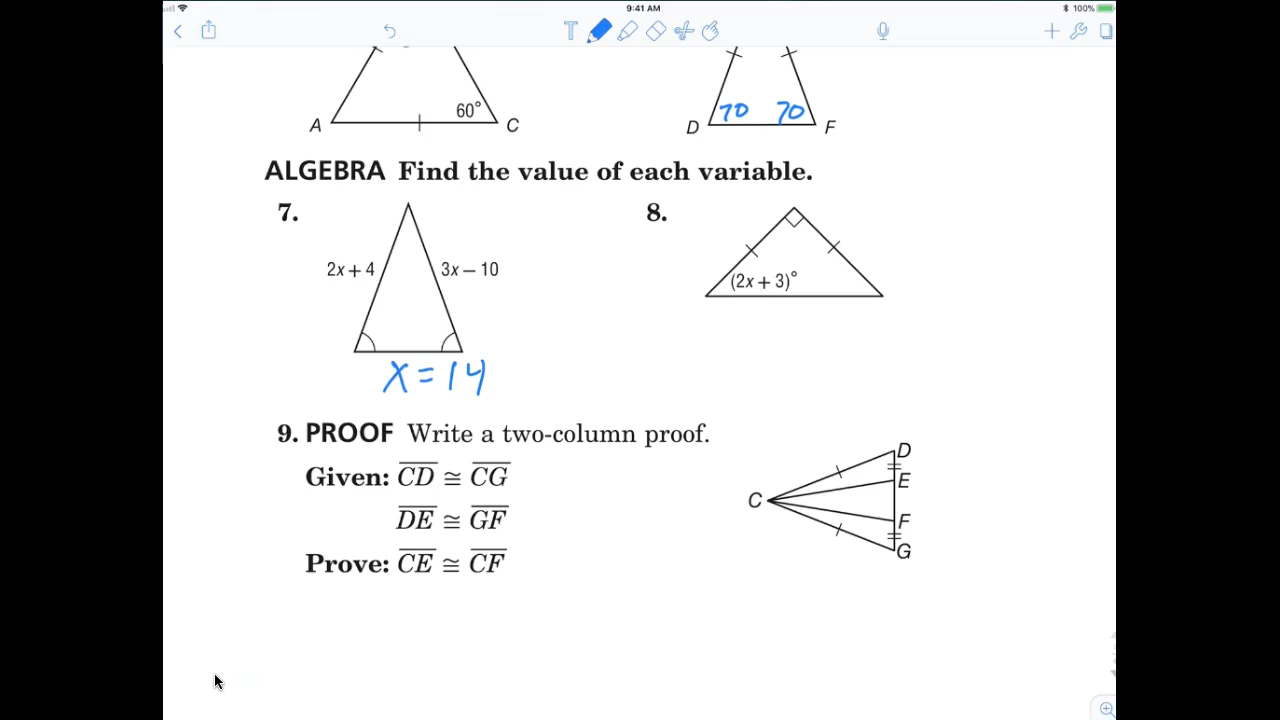 9:41 AM
100%
60°
A
C
70 70
D
F
ALGEBRA Find the value of each variable.
7.
8.
2x + 4
3x – 10
(2x + 3)°
x = 14
9. PROOF Write a two-column proof.
Given: CD ≅ CG
DE ≅ GF
Prove: CE ≅ CF
D
E
C
F
G